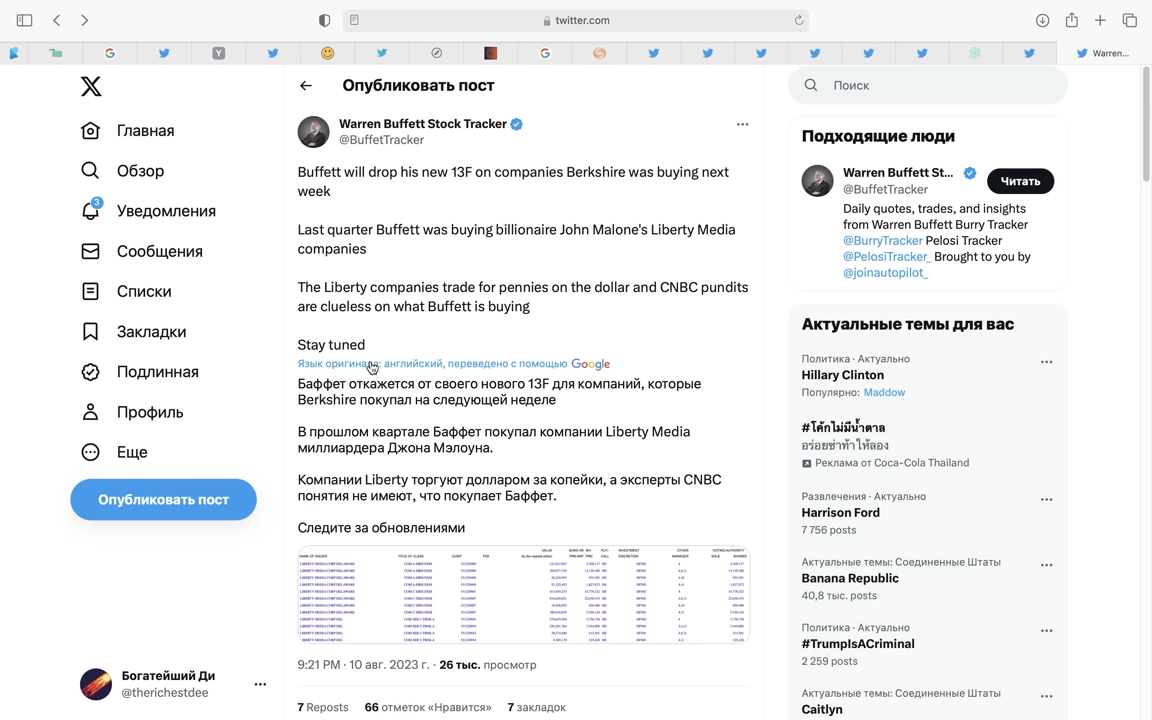 twitter.com
Warren...
Опубликовать пост
Поиск
Главная
Обзор
3
Уведомления
Сообщения
Списки
Закладки
Подлинная
Профиль
Еще
Опубликовать пост
Богатейший Ди
@therichestdee
Warren Buffett Stock Tracker
@BuffetTracker
Buffett will drop his new 13F on companies Berkshire was buying next
week
Last quarter Buffett was buying billionaire John Malone's Liberty Media
companies
The Liberty companies trade for pennies on the dollar and CNBC pundits
are clueless on what Buffett is buying
Stay tuned
Язык оригинала: английский, переведено с помощью Google
Баффет откажется от своего нового 13F для компаний, которые
Berkshire покупал на следующей неделе
В прошлом квартале Баффет покупал компании Liberty Media
миллиардера Джона Мэлоуна.
Компании Liberty торгуют долларом за копейки, а эксперты CNBC
понятия не имеют, что покупает Баффет.
Следите за обновлениями
9:21 PM · 10 авг. 2023 г. · 26 тыс. просмотр
7 Reposts 66 отметок «Нравится» 7 закладок
Подходящие люди
Warren Buffett St...
@BuffetTracker
Читать
Daily quotes, trades, and insights
from Warren Buffett Burry Tracker
@BurryTracker Pelosi Tracker
@PelosiTracker_ Brought to you by
@joinautopilot_
Актуальные темы для вас
Политика · Актуально
Hillary Clinton
Популярно: Maddow
#โค้กไม่มีน้ำตาล
อร่อยซ่าท้าให้ลอง
Реклама от Coca-Cola Thailand
Развлечения · Актуально
Harrison Ford
7 756 posts
Актуальные темы: Соединенные Штаты
Banana Republic
40,8 тыс. posts
Политика · Актуально
#TrumpIsACriminal
2 259 posts
Актуальные темы: Соединенные Штаты
Caitlyn